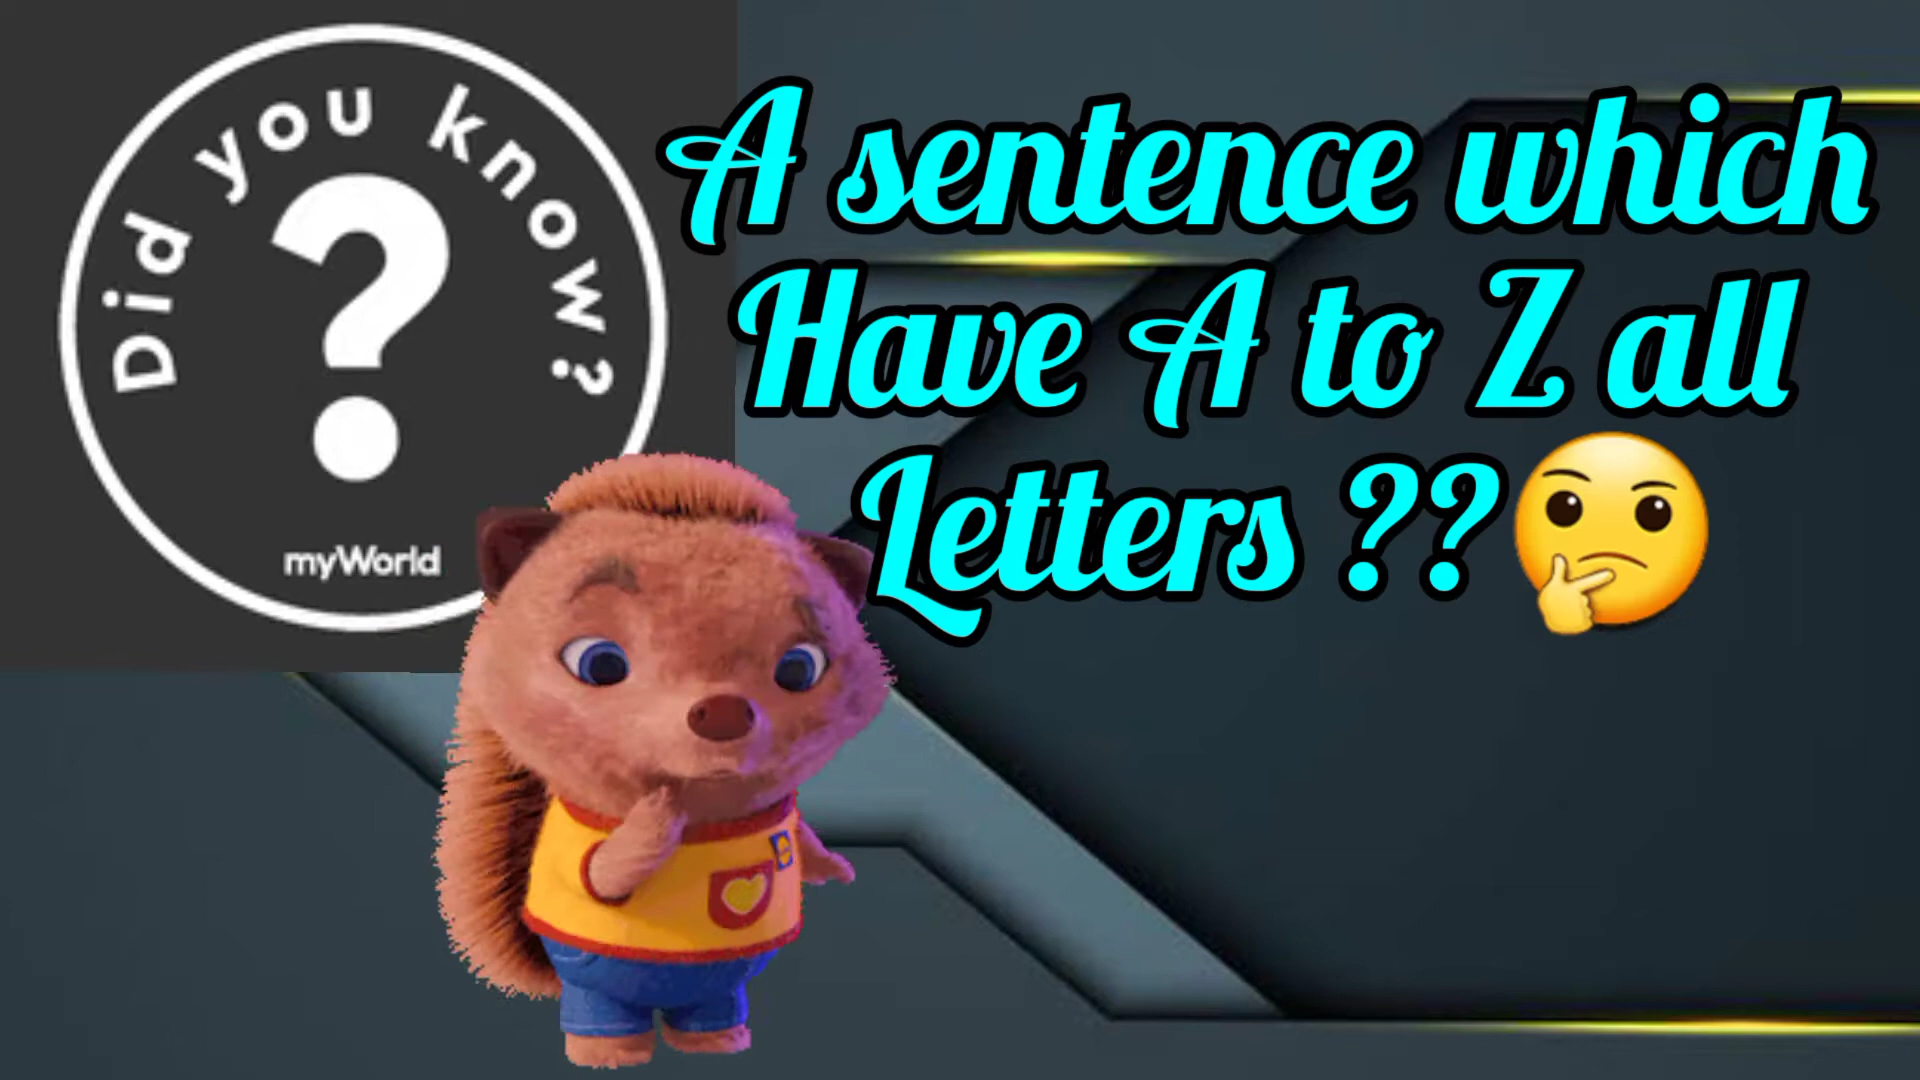 Did you know?
?
myWorld
A sentence which
Have A to Z all
Letters ??